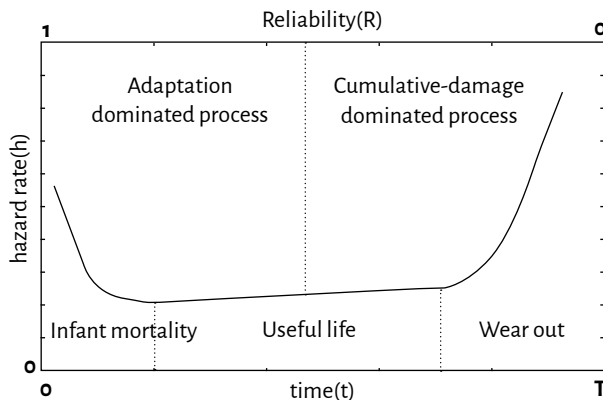 Reliability(R)
1
0
Adaptation
dominated process
Cumulative-damage
dominated process
hazard rate(h)
Infant mortality
Useful life
Wear out
0
0
time(t)
T